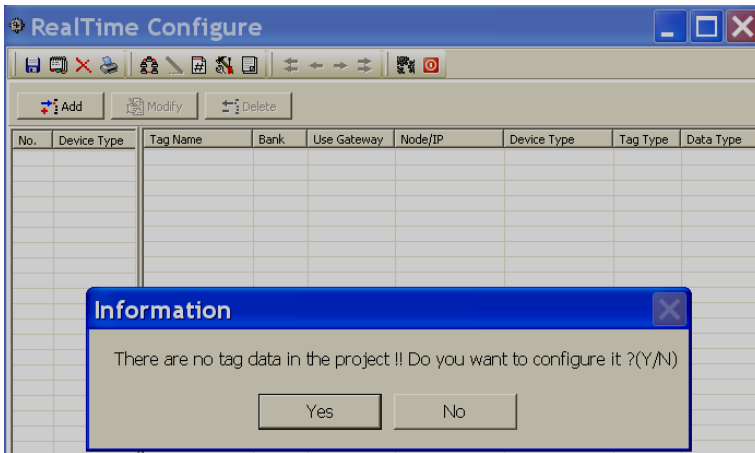 RealTime Configure
Add Modify Delete
No. Device Type Tag Name Bank Use Gateway Node/IP Device Type Tag Type Data Type
Information
There are no tag data in the project !! Do you want to configure it ?(Y/N)
Yes No